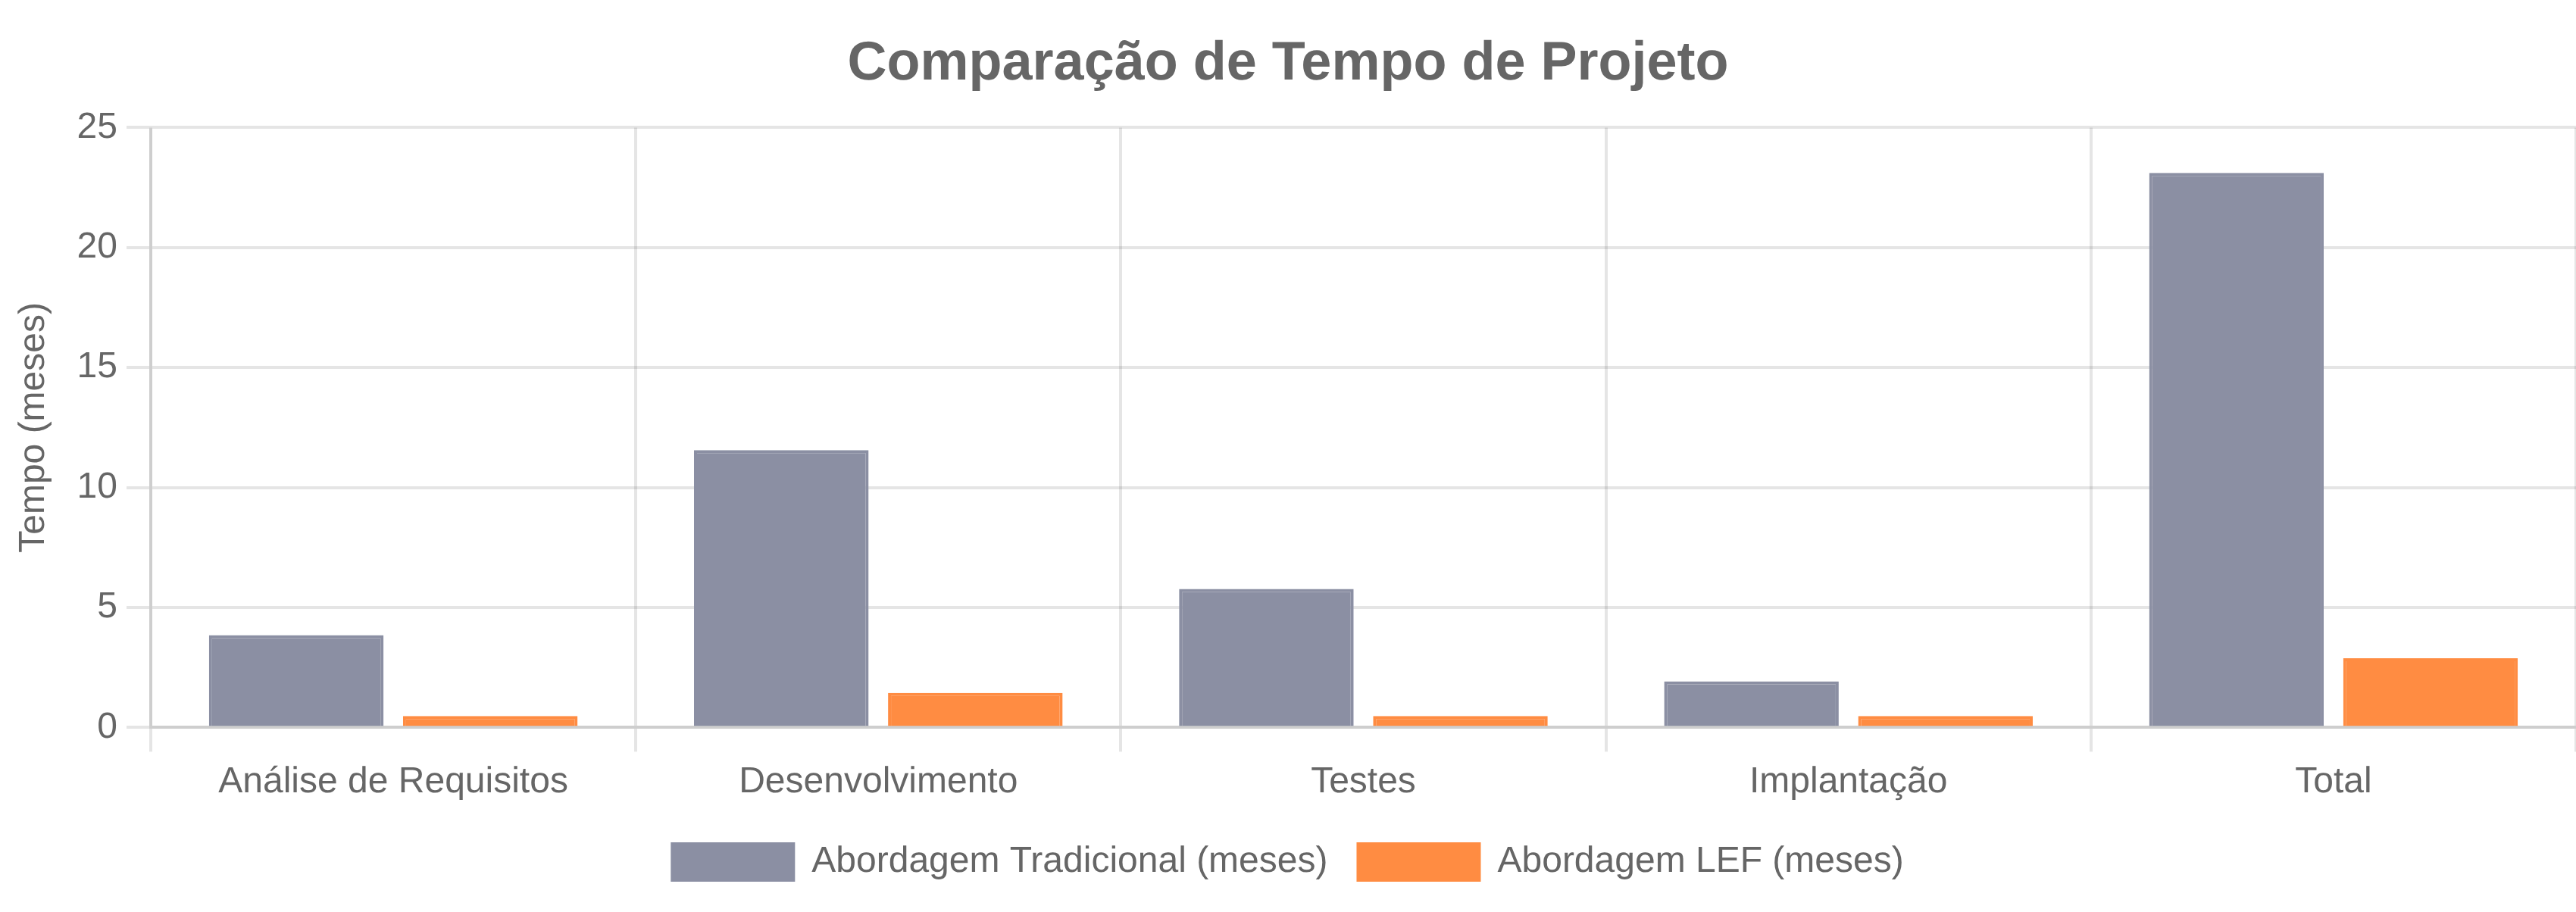 Comparação de Tempo de Projeto
Tempo (meses)
25
20
15
10
5
0
Análise de Requisitos
Desenvolvimento
Testes
Implantação
Total
Abordagem Tradicional (meses)
Abordagem LEF (meses)